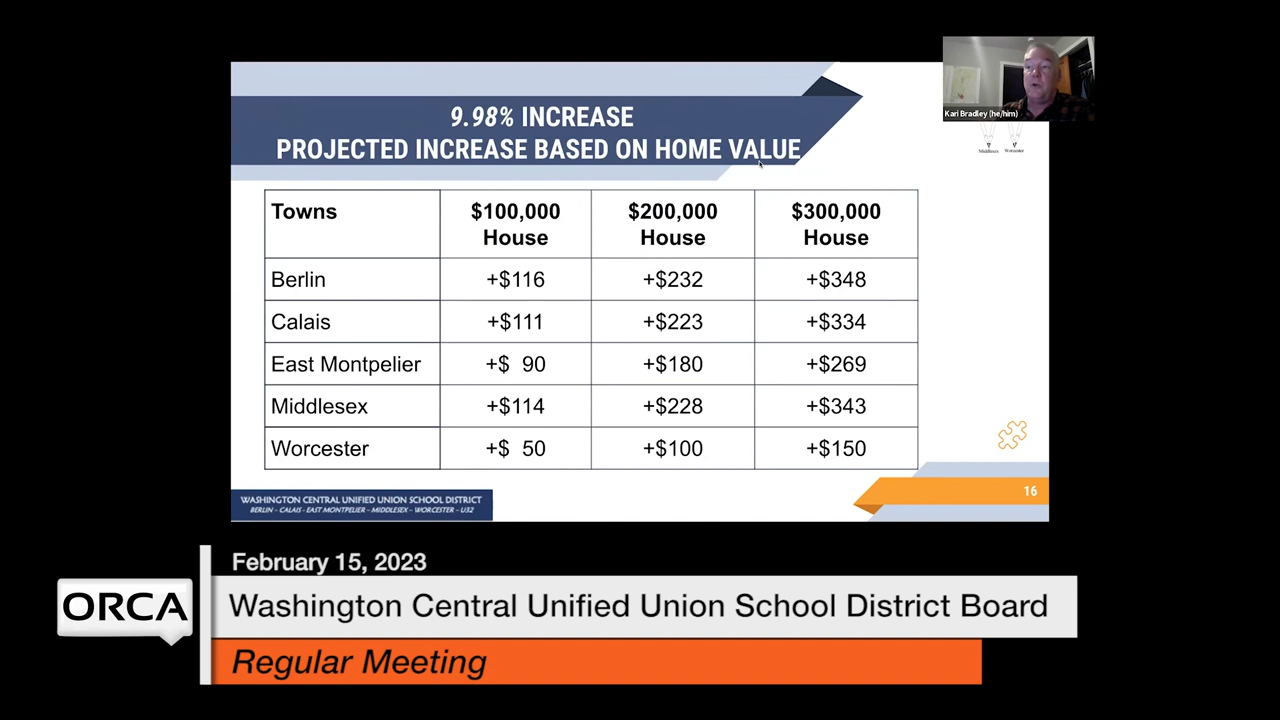 9.98% INCREASE
PROJECTED INCREASE BASED ON HOME VALUE
Kari Bradley (he/him)
Middlesex Worcester
Towns $100,000 House $200,000 House $300,000 House
Berlin +$116 +$232 +$348
Calais +$111 +$223 +$334
East Montpelier +$ 90 +$180 +$269
Middlesex +$114 +$228 +$343
Worcester +$ 50 +$100 +$150
16
WASHINGTON CENTRAL UNIFIED UNION SCHOOL DISTRICT
BERLIN – CALAIS - EAST MONTPELIER – MIDDLESEX – WORCESTER – U32
February 15, 2023
ORCA
Washington Central Unified Union School District Board
Regular Meeting